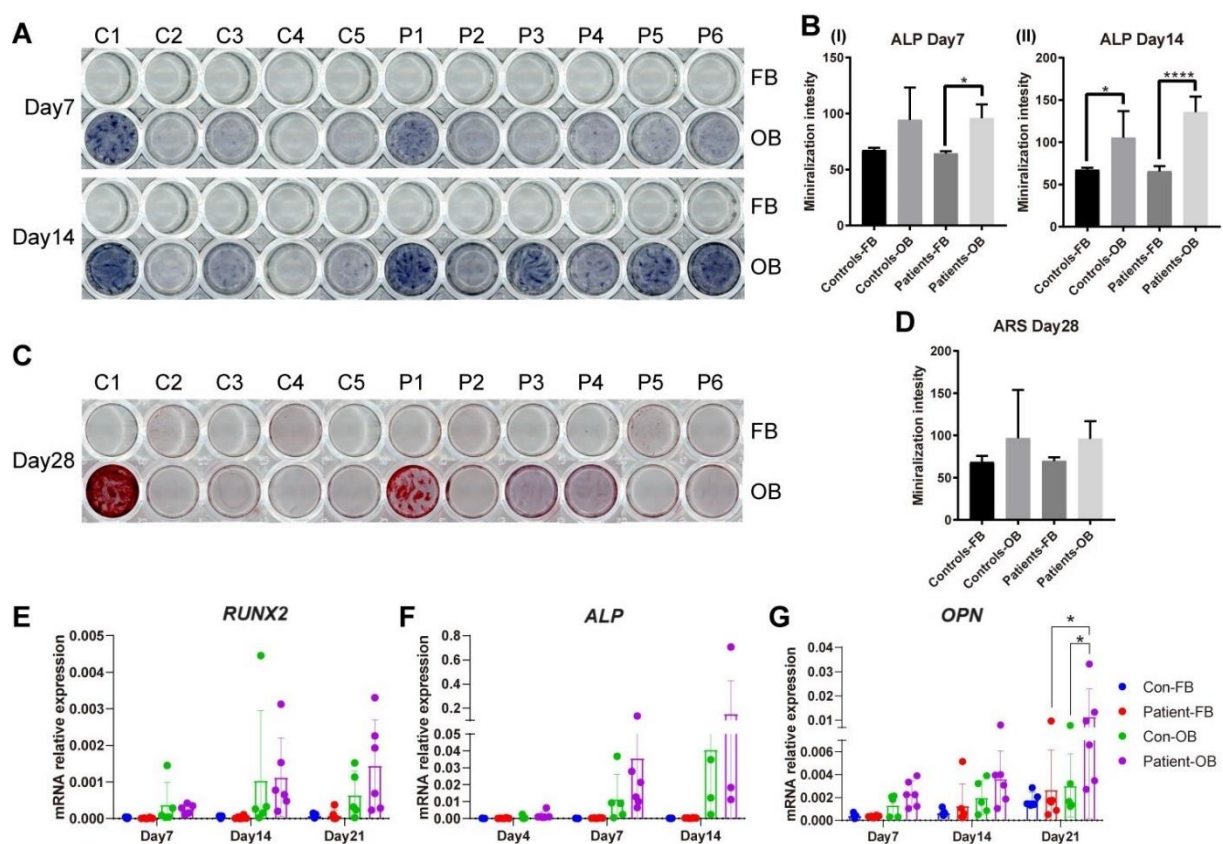 A
C1 C2 C3 C4 C5 P1 P2 P3 P4 P5 P6
Day7
FB
OB
Day14
FB
OB
B
(I) ALP Day7
Miniralization intesity
150
100
50
0
*
Controls-FB
Controls-OB
Patients-FB
Patients-OB
(II) ALP Day14
Miniralization intesity
200
150
100
50
0
*
****
Controls-FB
Controls-OB
Patients-FB
Patients-OB
C
C1 C2 C3 C4 C5 P1 P2 P3 P4 P5 P6
Day28
FB
OB
D
ARS Day28
Miniralization intesity
200
150
100
50
0
Controls-FB
Controls-OB
Patients-FB
Patients-OB
E
RUNX2
mRNA relative expression
0.005
0.004
0.003
0.002
0.001
0.000
Day7 Day14 Day21
F
ALP
mRNA relative expression
0.8
0.6
0.4
0.2
0.05
0.04
0.03
0.02
0.01
0.00
Day4 Day7 Day14
G
OPN
mRNA relative expression
0.04
0.03
0.02
0.01
0.006
0.004
0.002
0.000
*
*
Day7 Day14 Day21
Con-FB
Patient-FB
Con-OB
Patient-OB